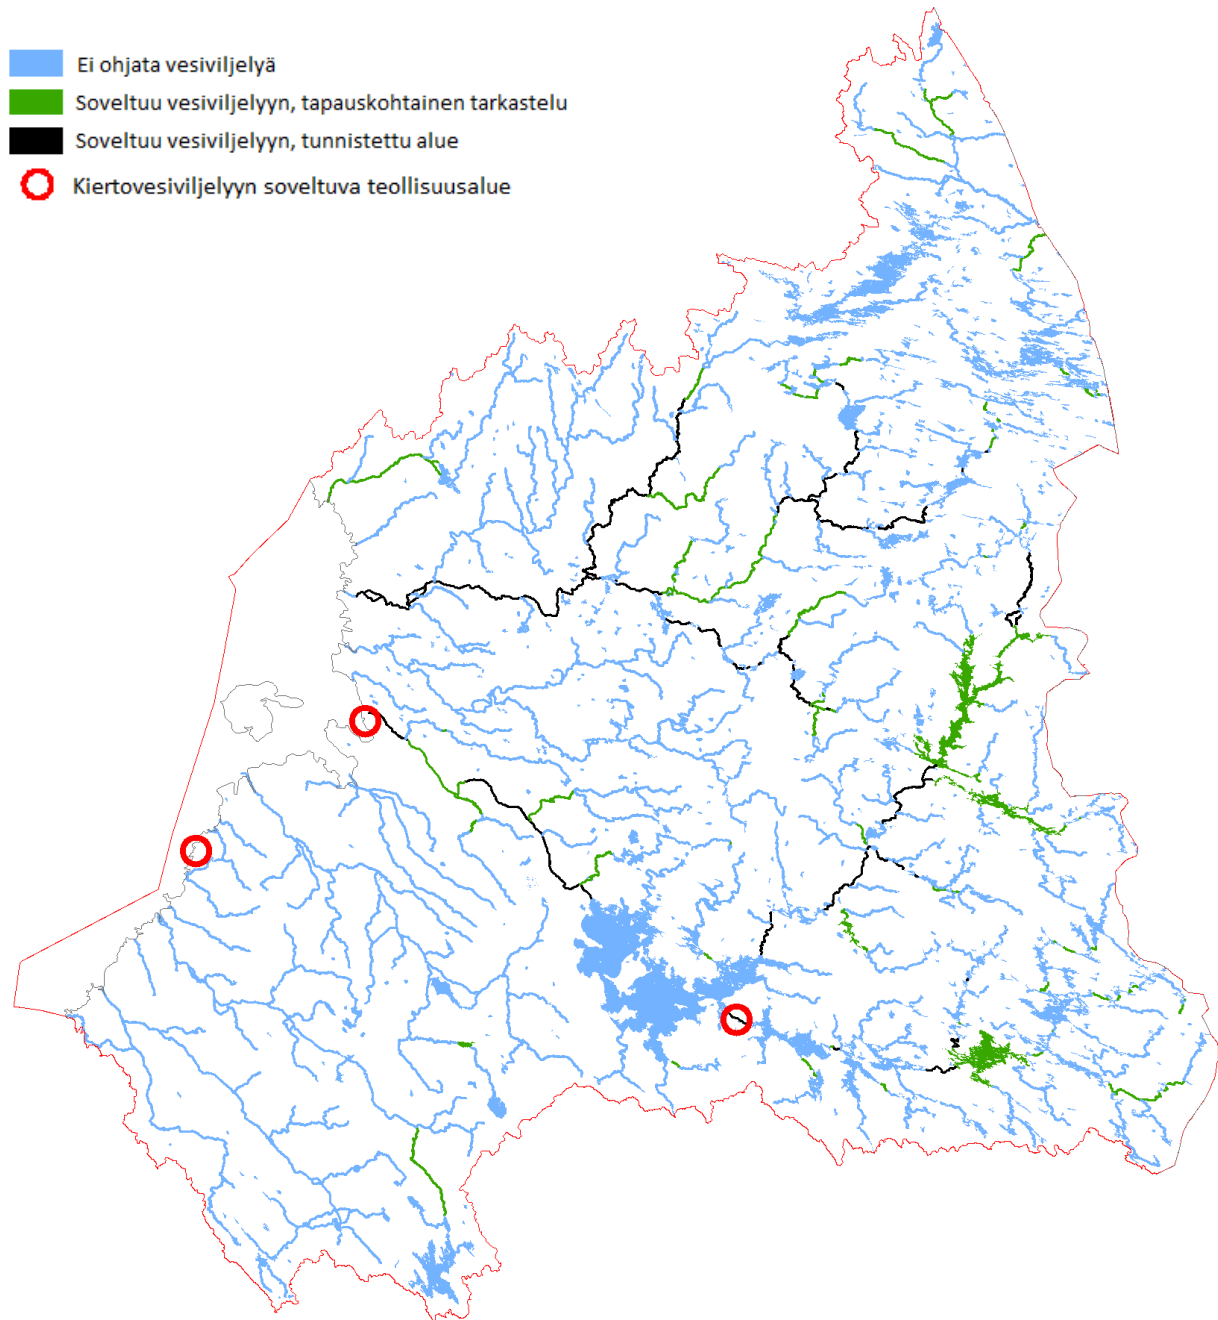 Ei ohjata vesiviljelyä
Soveltuu vesiviljelyyn, tapauskohtainen tarkastelu
Soveltuu vesiviljelyyn, tunnistettu alue
Kiertovesiviljelyyn soveltuva teollisuusalue